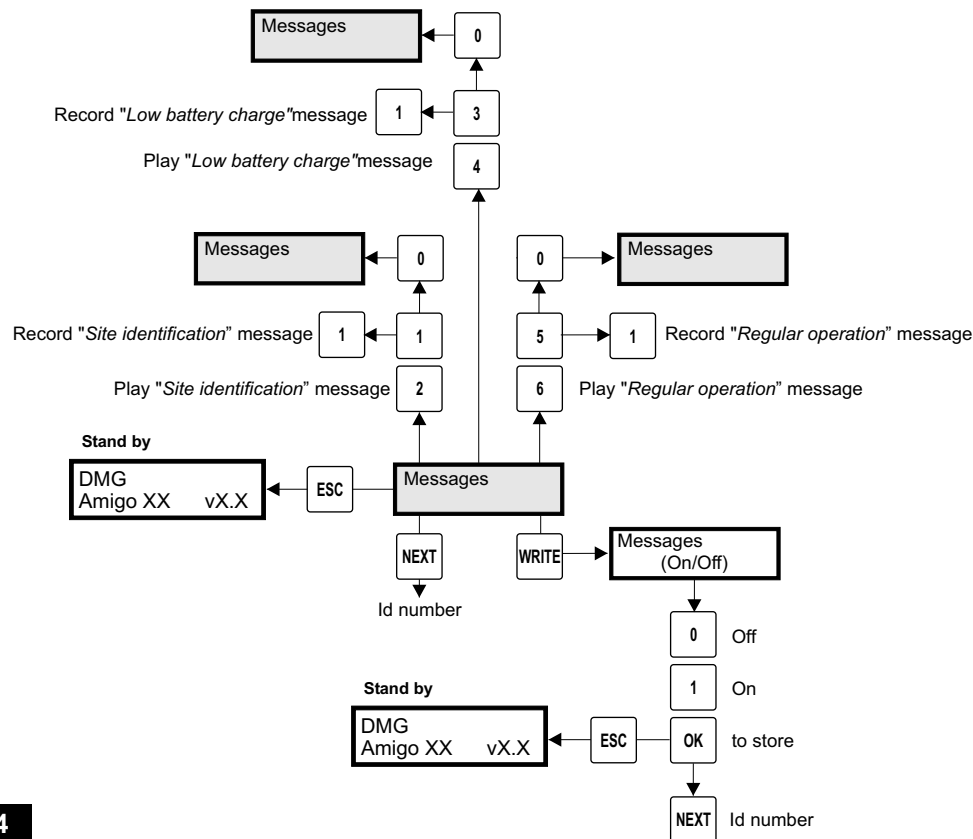 Messages
0
Record "Low battery charge"message
1
3
Play "Low battery charge"message
4
Messages
0
0
Messages
Record "Site identification” message
1
1
5
1
Record "Regular operation” message
Play "Site identification” message
2
6
Play "Regular operation” message
Stand by
DMG
Amigo XX vX.X
ESC
Messages
NEXT
WRITE
Messages
(On/Off)
Id number
0
Off
1
On
Stand by
DMG
Amigo XX vX.X
ESC
OK
to store
NEXT
Id number
4